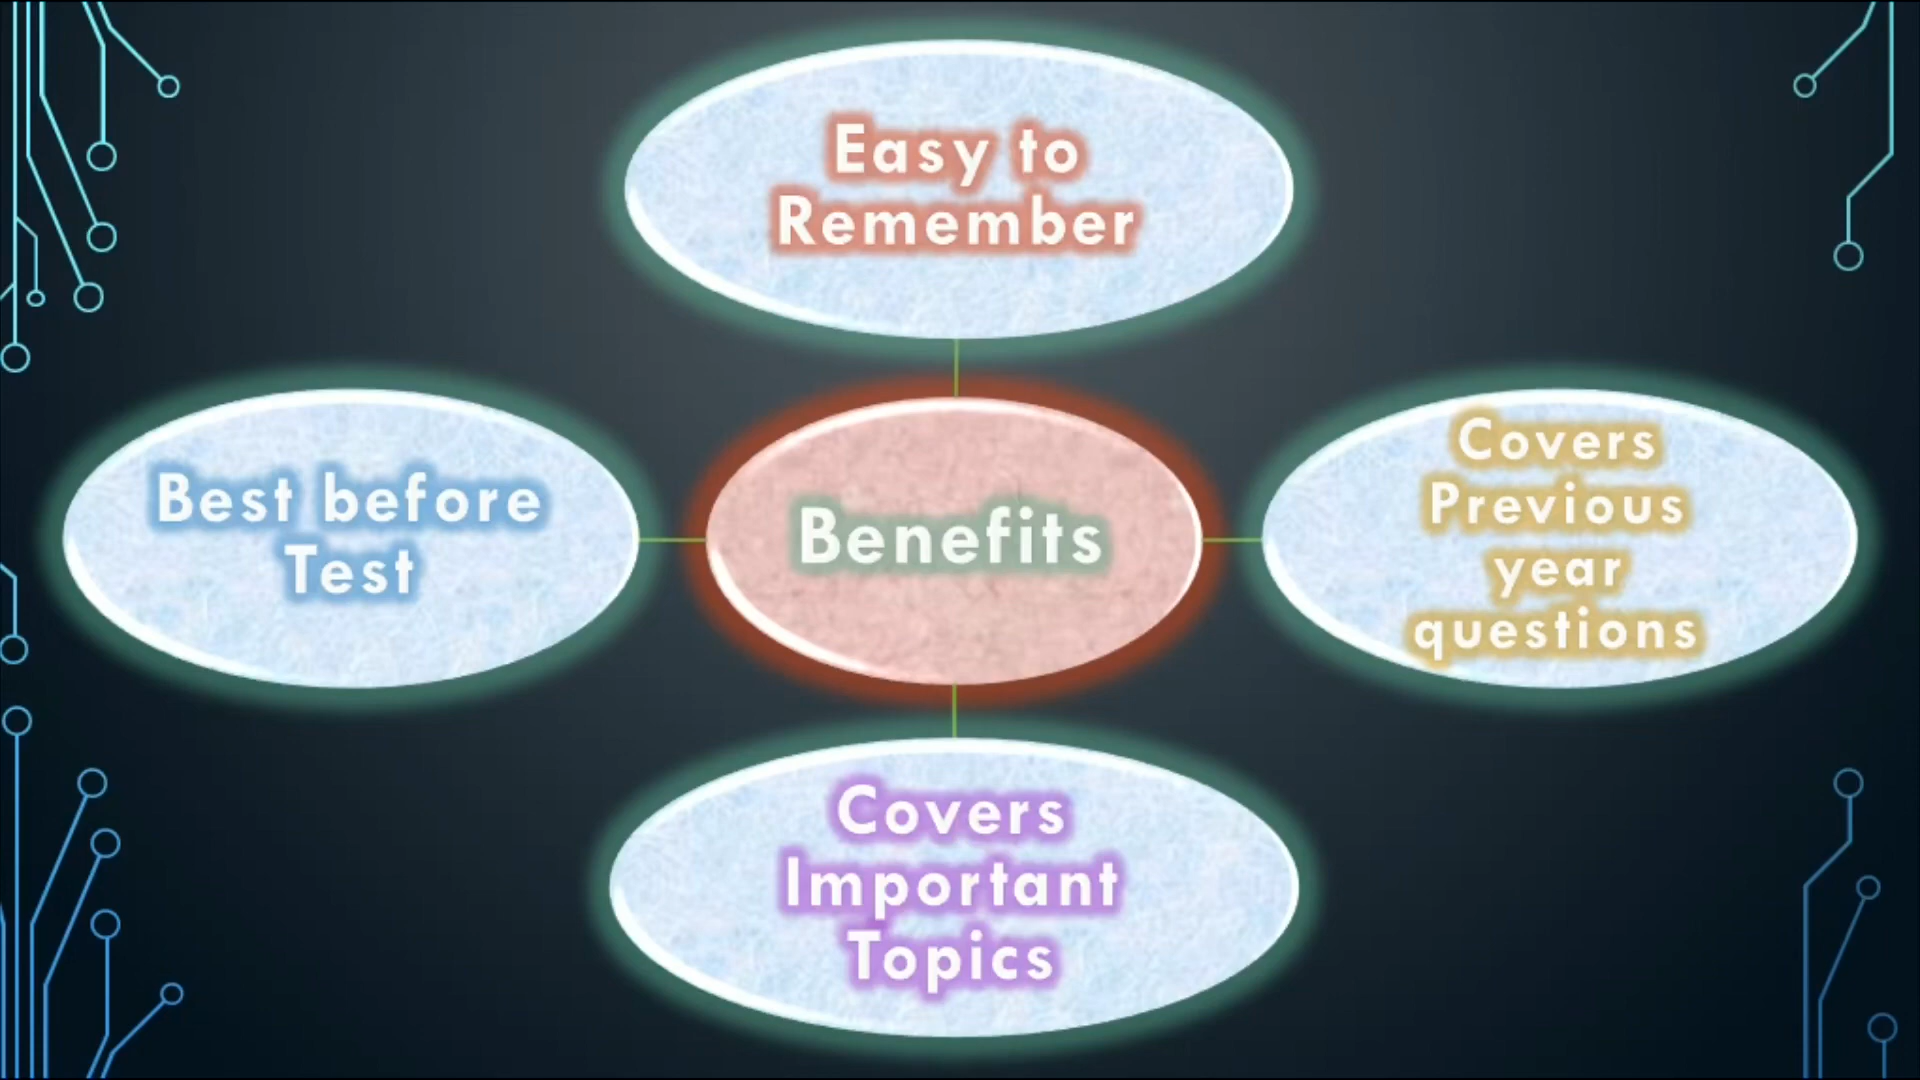 Easy to
Remember
Best before
Test
Benefits
Covers
Previous
year
questions
Covers
Important
Topics